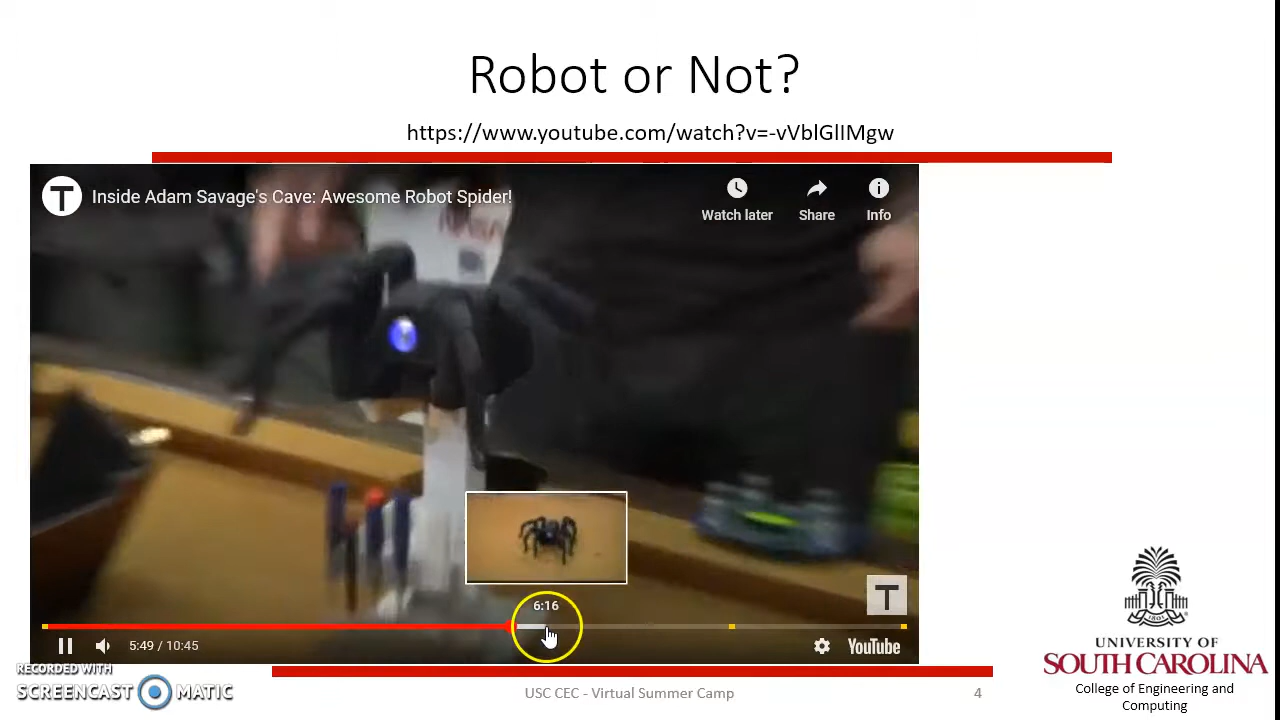 Robot or Not?
https://www.youtube.com/watch?v=-vVblGlIMgw
T
Inside Adam Savage's Cave: Awesome Robot Spider!
Watch later
Share
Info
NASA
6:16
T
5:49 / 10:45
YouTube
RECORDED WITH
SCREENCAST MATIC
USC CEC - Virtual Summer Camp
4
1801
UNIVERSITY OF
SOUTH CAROLINA
College of Engineering and
Computing